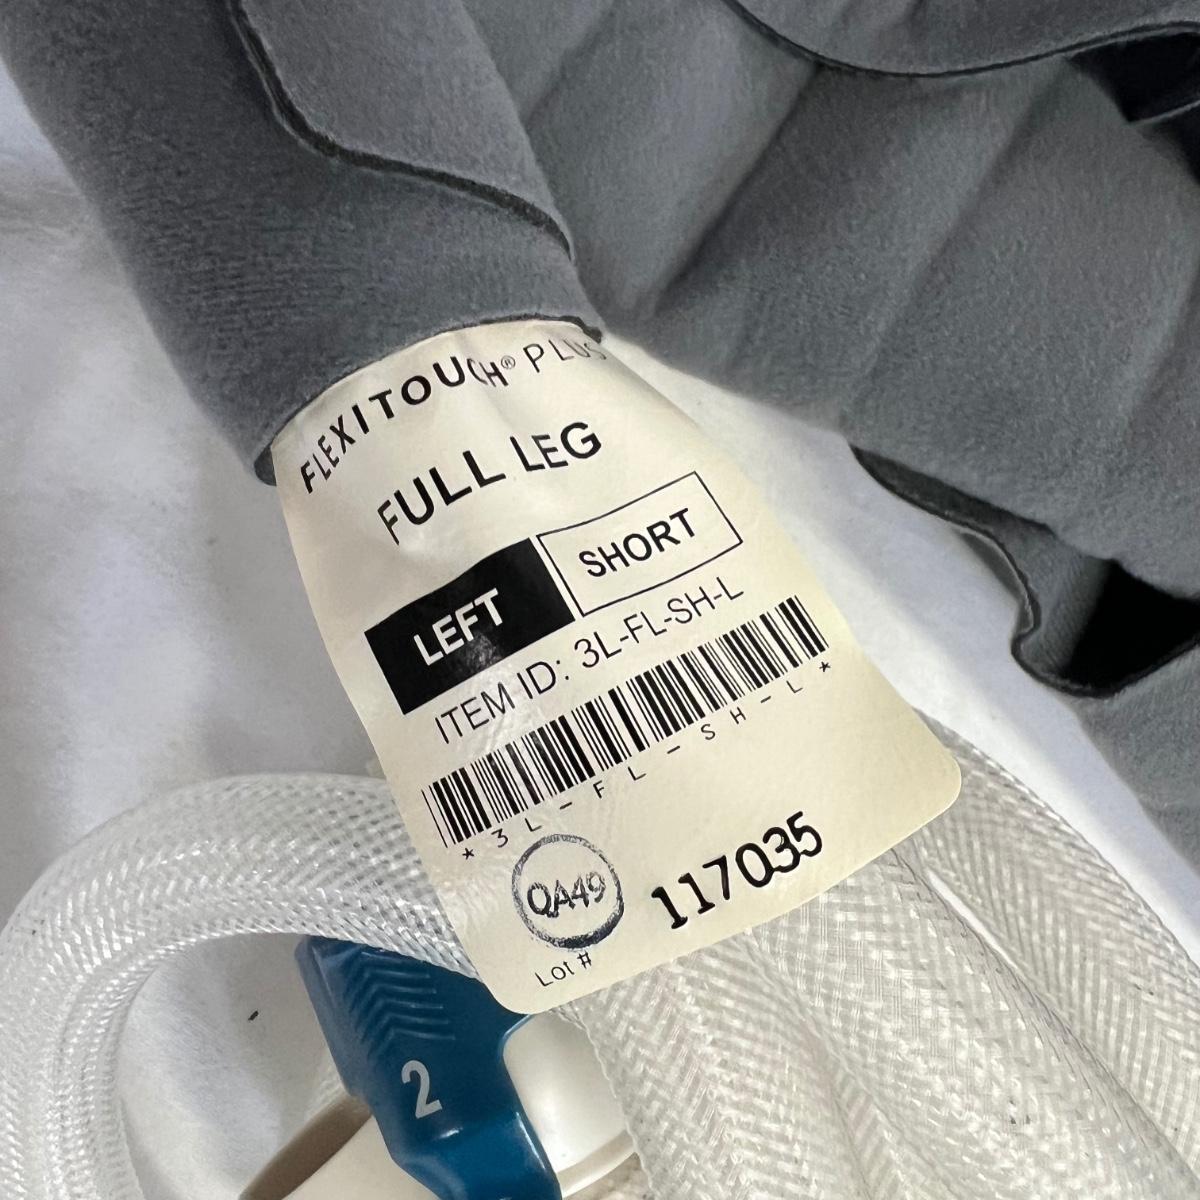 FLEXITOUCH® PLUS
FULL LEG
LEFT SHORT
ITEM ID: 3L-FL-SH-L
*3L-FL-SH-L*
QA49
117035
Lot #
2